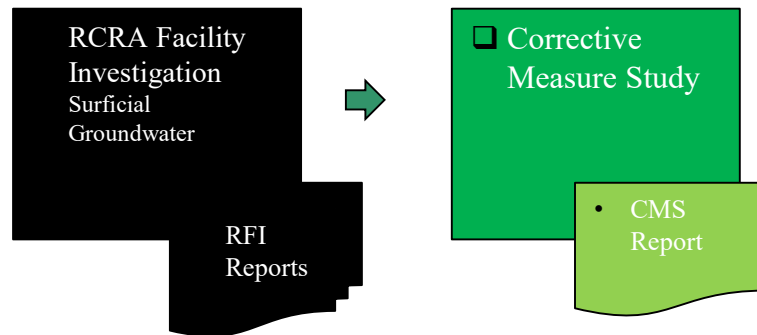 RCRA Facility
Investigation
Surficial
Groundwater
RFI
Reports
❑ Corrective
Measure Study
• CMS
Report